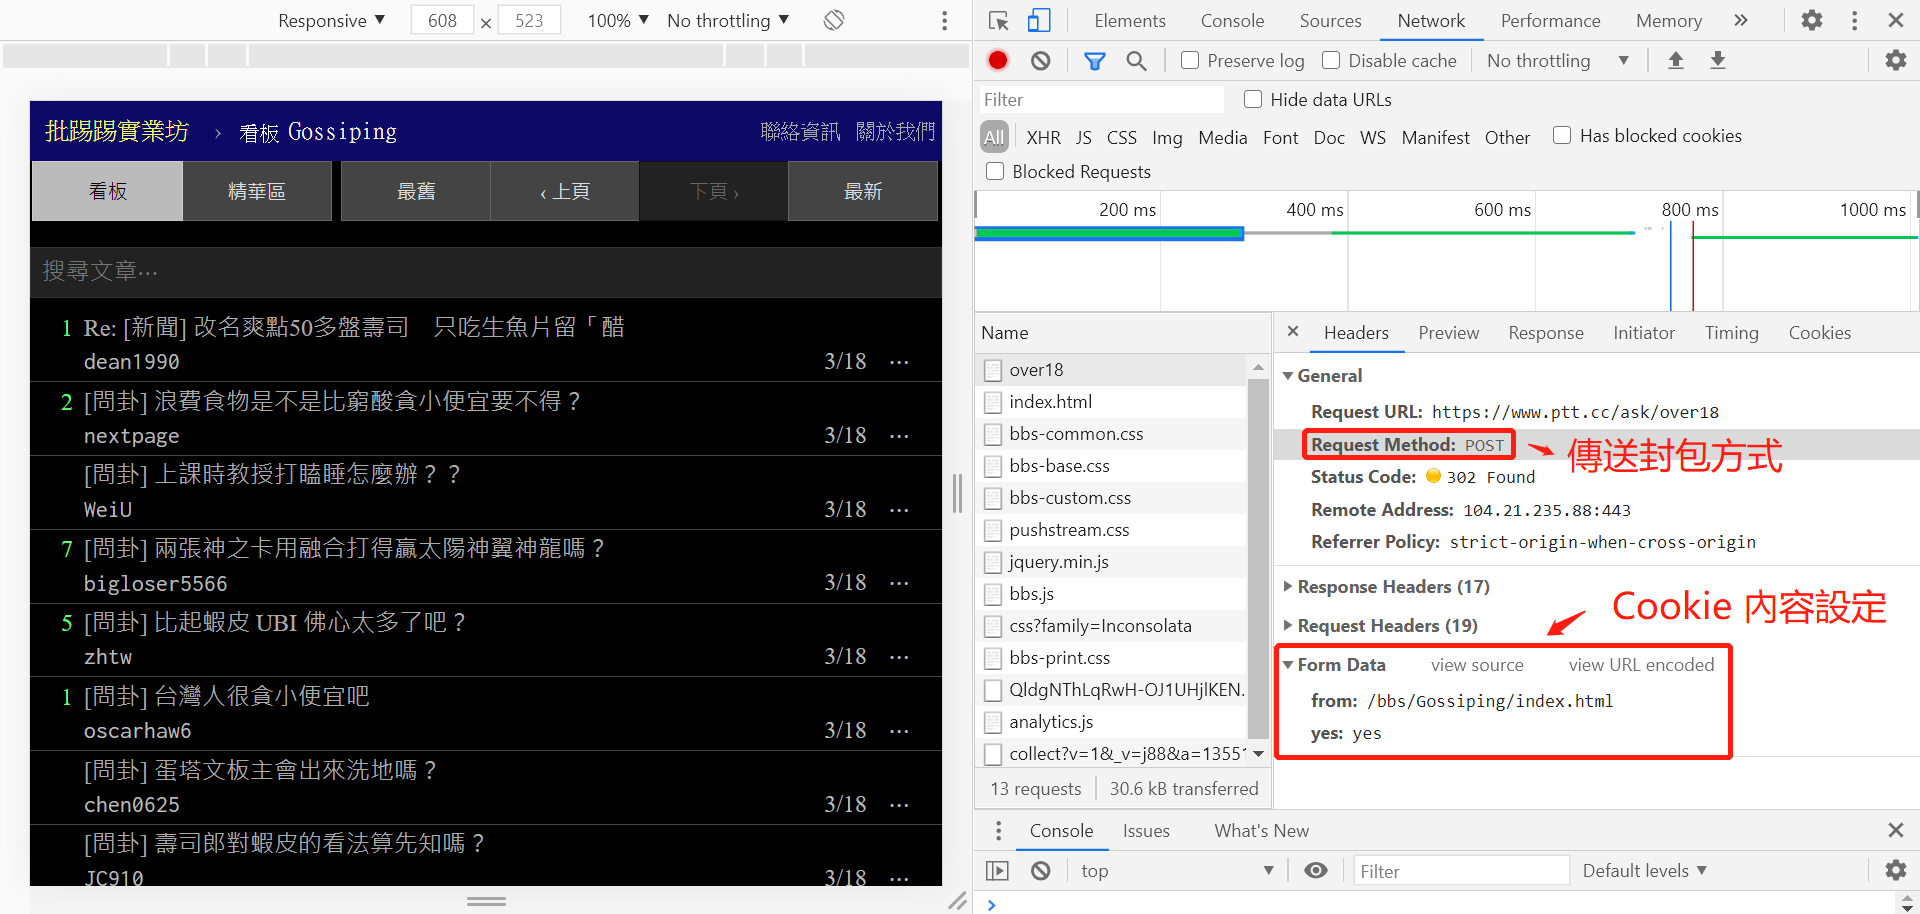 Responsive ▼ 608 × 523 100% ▼ No throttling ▼
批踢踢實業坊 › 看板 Gossiping 聯絡資訊 關於我們
看板 精華區 最舊 ‹ 上頁 下頁 › 最新
搜尋文章···
1 Re: [新聞] 改名爽點50多盤壽司　只吃生魚片留「醋
dean1990 3/18 ···
2 [問卦] 浪費食物是不是比窮酸貪小便宜要不得？
nextpage 3/18 ···
[問卦] 上課時教授打瞌睡怎麼辦？？
WeiU 3/18 ···
7 [問卦] 兩張神之卡用融合打得贏太陽神翼神龍嗎？
bigloser5566 3/18 ···
5 [問卦] 比起蝦皮 UBI 佛心太多了吧？
zhtw 3/18 ···
1 [問卦] 台灣人很貪小便宜吧
oscarhaw6 3/18 ···
[問卦] 蛋塔文板主會出來洗地嗎？
chen0625 3/18 ···
[問卦] 壽司郎對蝦皮的看法算先知嗎？
JC910 3/18 ···
Elements Console Sources Network Performance Memory »
Preserve log Disable cache No throttling ▼
Filter Hide data URLs
All XHR JS CSS Img Media Font Doc WS Manifest Other Has blocked cookies
Blocked Requests
200 ms 400 ms 600 ms 800 ms 1000 ms
Name
over18
index.html
bbs-common.css
bbs-base.css
bbs-custom.css
pushstream.css
jquery.min.js
bbs.js
css?family=Inconsolata
bbs-print.css
QldgNThLqRwH-OJ1UHjlKEN.
analytics.js
collect?v=1&_v=j88&a=13551
13 requests 30.6 kB transferred
× Headers Preview Response Initiator Timing Cookies
▼ General
Request URL: https://www.ptt.cc/ask/over18
Request Method: POST
傳送封包方式
Status Code: 302 Found
Remote Address: 104.21.235.88:443
Referrer Policy: strict-origin-when-cross-origin
▶ Response Headers (17)
Cookie 內容設定
▶ Request Headers (19)
▼ Form Data view source view URL encoded
from: /bbs/Gossiping/index.html
yes: yes
Console Issues What's New
top ▼ Filter Default levels ▼